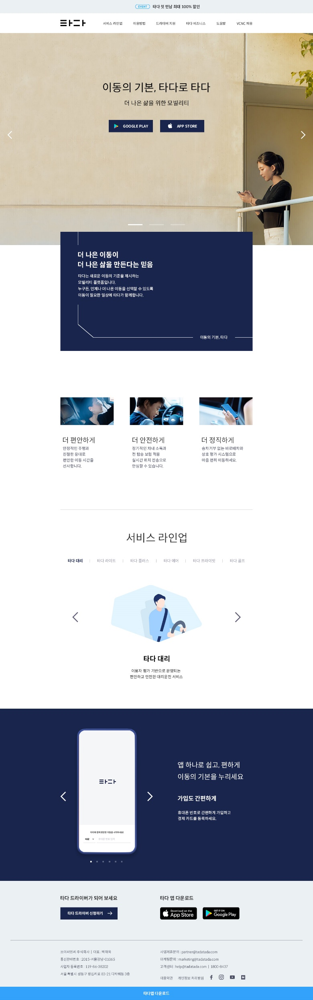 EVENT 타다 첫 만남 최대 100% 할인
타다 서비스 라인업 이용방법 드라이버 지원 타다 비즈니스 도움말 VCNC 채용
이동의 기본, 타다로 타다
더 나은 삶을 위한 모빌리티
GOOGLE PLAY APP STORE
더 나은 이동이
더 나은 삶을 만든다는 믿음
타다는 새로운 이동의 기준을 제시하는
모빌리티 플랫폼입니다.
누구든, 언제나 더 나은 이동을 선택할 수 있도록
이동이 필요한 일상에 타다가 함께합니다.
이동의 기본, 타다
더 편안하게
안정적인 주행과
친절한 응대로
편안한 이동 시간을
선사합니다.
더 안전하게
정기적인 차내 소독과
전 탑승 보험 적용
실시간 위치 전송으로
안심할 수 있습니다.
더 정직하게
승차거부 없는 바로배차와
상호 평가 시스템으로
마음 편히 이동하세요.
서비스 라인업
타다 대리 | 타다 라이트 | 타다 플러스 | 타다 에어 | 타다 프라이빗 | 타다 골프
타다 대리
이용자 평가 기반으로 운영되는
편안하고 안전한 대리운전 서비스
타다
타다와 함께 편안한 이동을 시작하세요!
+82 휴대폰 번호 입력
앱 하나로 쉽고, 편하게
이동의 기본을 누리세요
가입도 간편하게
휴대폰 번호로 간편하게 가입하고
결제 카드를 등록하세요.
타다 드라이버가 되어 보세요
타다 드라이버 신청하기
타다 앱 다운로드
Download on the
App Store
GET IT ON
Google Play
브이씨앤씨 주식회사 | 대표 : 박재욱
통신판매번호 : 2015-서울강남-01065
사업자 등록번호 : 119-86-38202
서울 특별시 성동구 왕십리로 83-21 디타워동 3층
사업제휴문의 : partner@tadatada.com
마케팅문의 : marketing@tadatada.com
고객센터 : help@tadatada.com | 1800-8437
이용약관 개인정보 처리방침
타다앱 다운로드